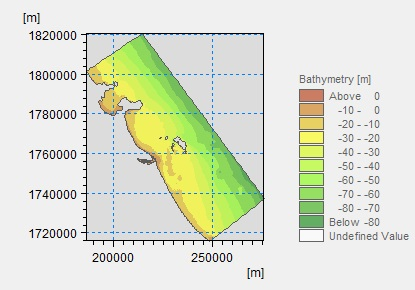 [m]
1820000
1800000
1780000
1760000
1740000
1720000
200000 250000
[m]
Bathymetry [m]
Above 0
-10 - 0
-20 - -10
-30 - -20
-40 - -30
-50 - -40
-60 - -50
-70 - -60
-80 - -70
Below -80
Undefined Value